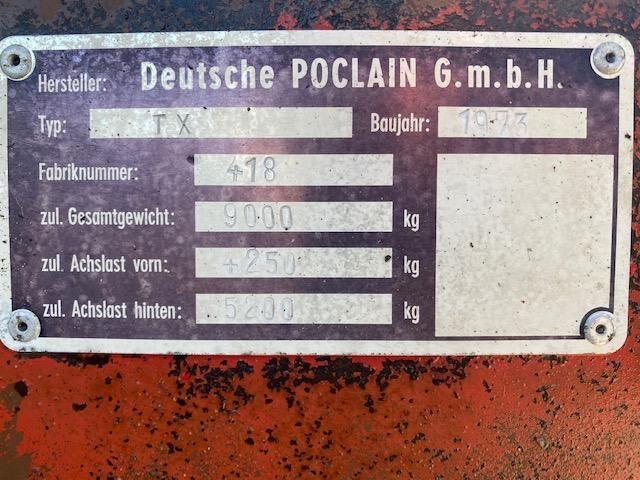 Hersteller: Deutsche POCLAIN G.m.b.H.
Typ: TX Baujahr: 1973
Fabriknummer: 418
zul. Gesamtgewicht: 9000 kg
zul. Achslast vorn: 4250 kg
zul. Achslast hinten: 5200 kg